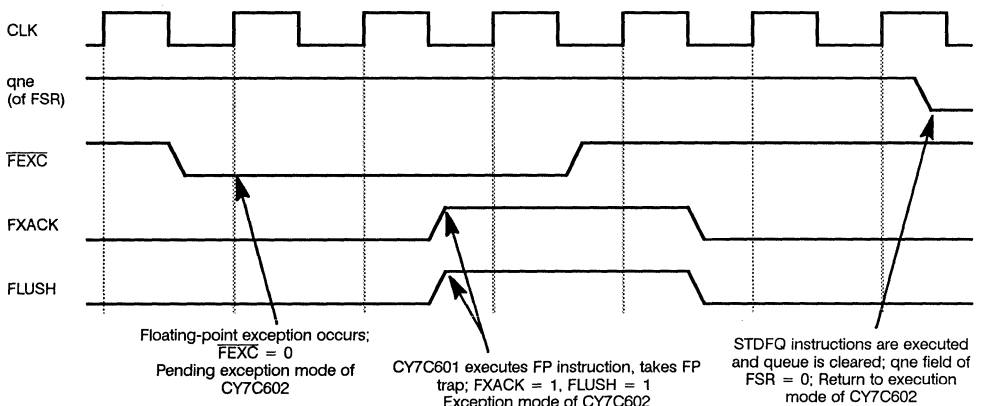 CLK
qne
(of FSR)
FEXC
FXACK
FLUSH
Floating-point exception occurs;
FEXC = 0
Pending exception mode of
CY7C602
CY7C601 executes FP instruction, takes FP
trap; FXACK = 1, FLUSH = 1
Exception mode of CY7C602
STDFQ instructions are executed
and queue is cleared; qne field of
FSR = 0; Return to execution
mode of CY7C602